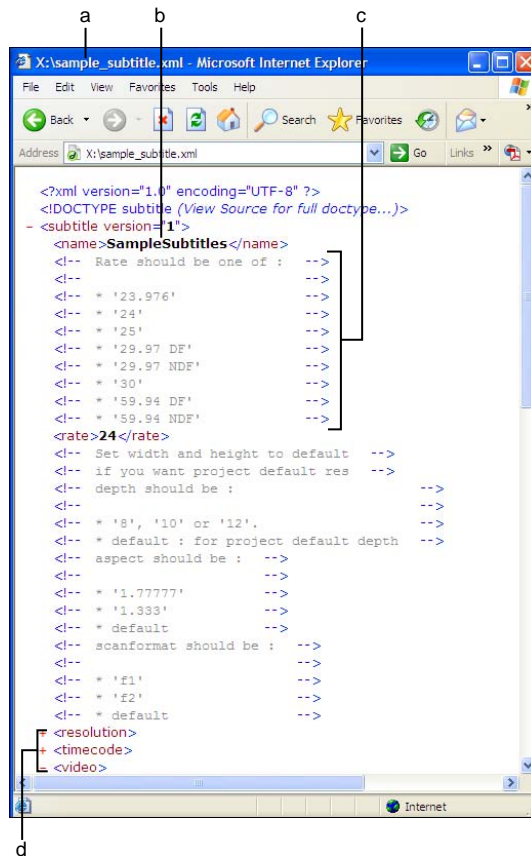 a b c
X:\sample_subtitle.xml - Microsoft Internet Explorer
File Edit View Favorites Tools Help
Back Search Favorites
Address X:\sample_subtitle.xml Go Links »
<?xml version="1.0" encoding="UTF-8" ?>
<!DOCTYPE subtitle (View Source for full doctype...)>
- <subtitle version="1">
<name>SampleSubtitles</name>
<!-- Rate should be one of : -->
<!-- -->
<!-- * '23.976' -->
<!-- * '24' -->
<!-- * '25' -->
<!-- * '29.97 DF' -->
<!-- * '29.97 NDF' -->
<!-- * '30' -->
<!-- * '59.94 DF' -->
<!-- * '59.94 NDF' -->
<rate>24</rate>
<!-- Set width and height to default -->
<!-- if you want project default res -->
<!-- depth should be : -->
<!-- -->
<!-- * '8', '10' or '12'. -->
<!-- * default : for project default depth -->
<!-- aspect should be : -->
<!-- -->
<!-- * '1.77777' -->
<!-- * '1.333' -->
<!-- * default -->
<!-- scanformat should be : -->
<!-- -->
<!-- * 'f1' -->
<!-- * 'f2' -->
<!-- * default -->
+ <resolution>
+ <timecode>
- <video>
Internet
d